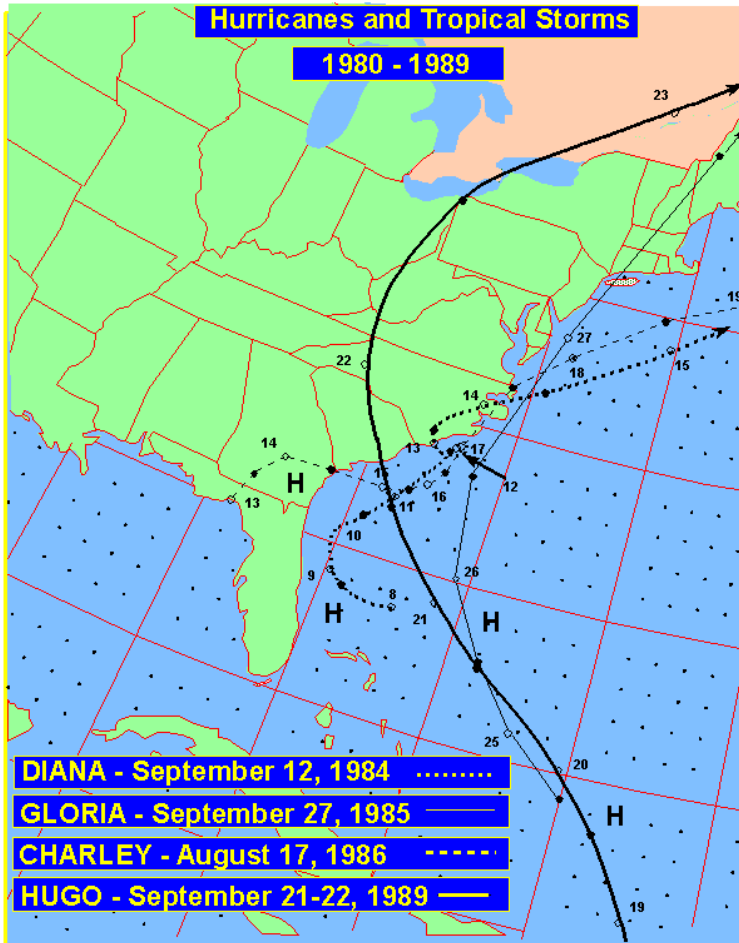 Hurricanes and Tropical Storms
1980 - 1989
23
19
27
18
15
22
14
14
13
17
13
H
15
11
16
12
10
9
8
H
21
26
H
25
20
H
19
DIANA - September 12, 1984
GLORIA - September 27, 1985
CHARLEY - August 17, 1986
HUGO - September 21-22, 1989